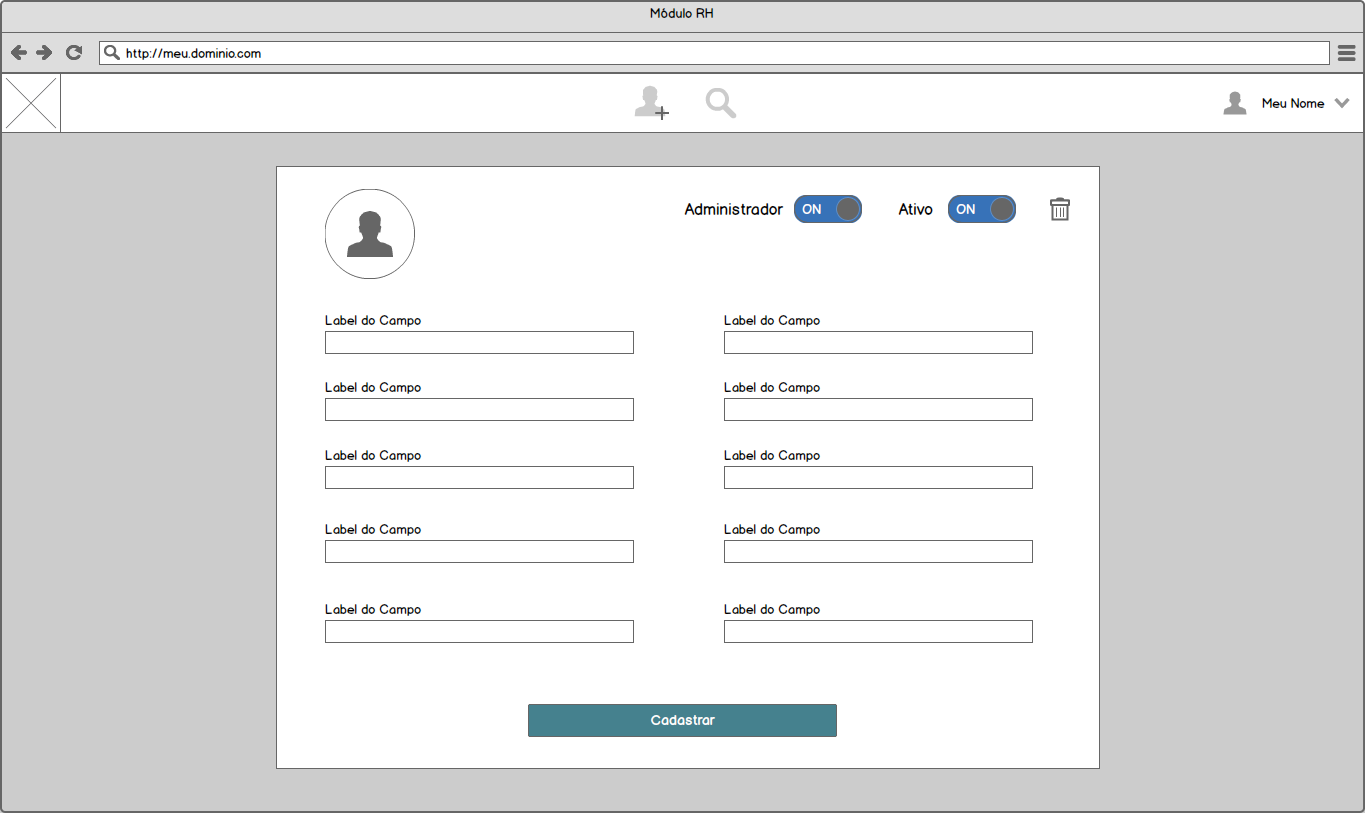 Módulo RH
http://meu.dominio.com
Meu Nome
Administrador ON Ativo ON
Label do Campo Label do Campo
Label do Campo Label do Campo
Label do Campo Label do Campo
Label do Campo Label do Campo
Label do Campo Label do Campo
Cadastrar